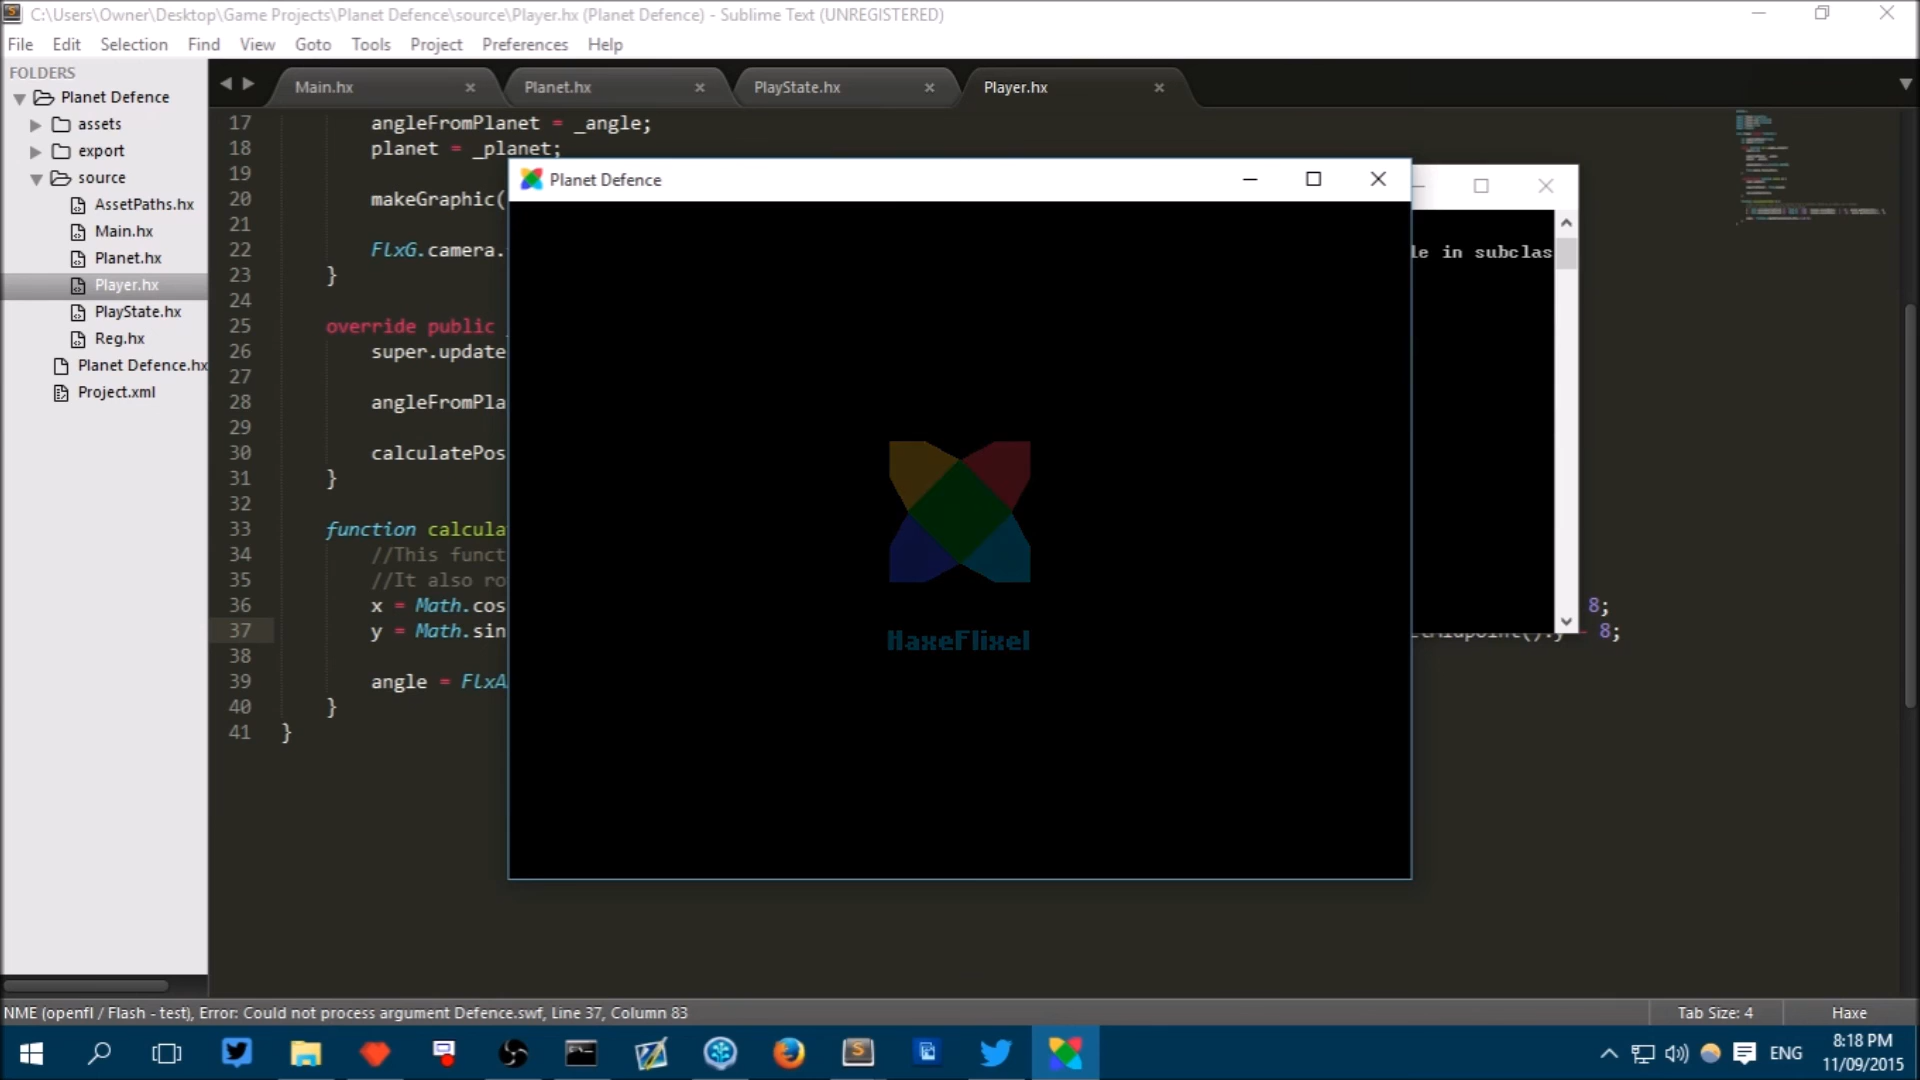 C:\Users\Owner\Desktop\Game Projects\Planet Defence\source\Player.hx (Planet Defence) - Sublime Text (UNREGISTERED)
File Edit Selection Find View Goto Tools Project Preferences Help
FOLDERS
Planet Defence
assets
export
source
AssetPaths.hx
Main.hx
Planet.hx
Player.hx
PlayState.hx
Reg.hx
Planet Defence.hx
Project.xml
Main.hx Planet.hx PlayState.hx Player.hx
17 angleFromPlanet = _angle;
18 planet = _planet;
19
20 makeGraphic(
21
22 FlxG.camera.
23 }
24
25 override public
26 super.update
27
28 angleFromPla
29
30 calculatePos
31 }
32
33 function calcula
34 //This funct
35 //It also ro
36 x = Math.cos 8;
37 y = Math.sin - 8;
38
39 angle = FlxA
40 }
41 }
Planet Defence
HaxeFlixel
le in subclas
NME (openfl / Flash - test), Error: Could not process argument Defence.swf, Line 37, Column 83
Tab Size: 4 Haxe
ENG
8:18 PM
11/09/2015